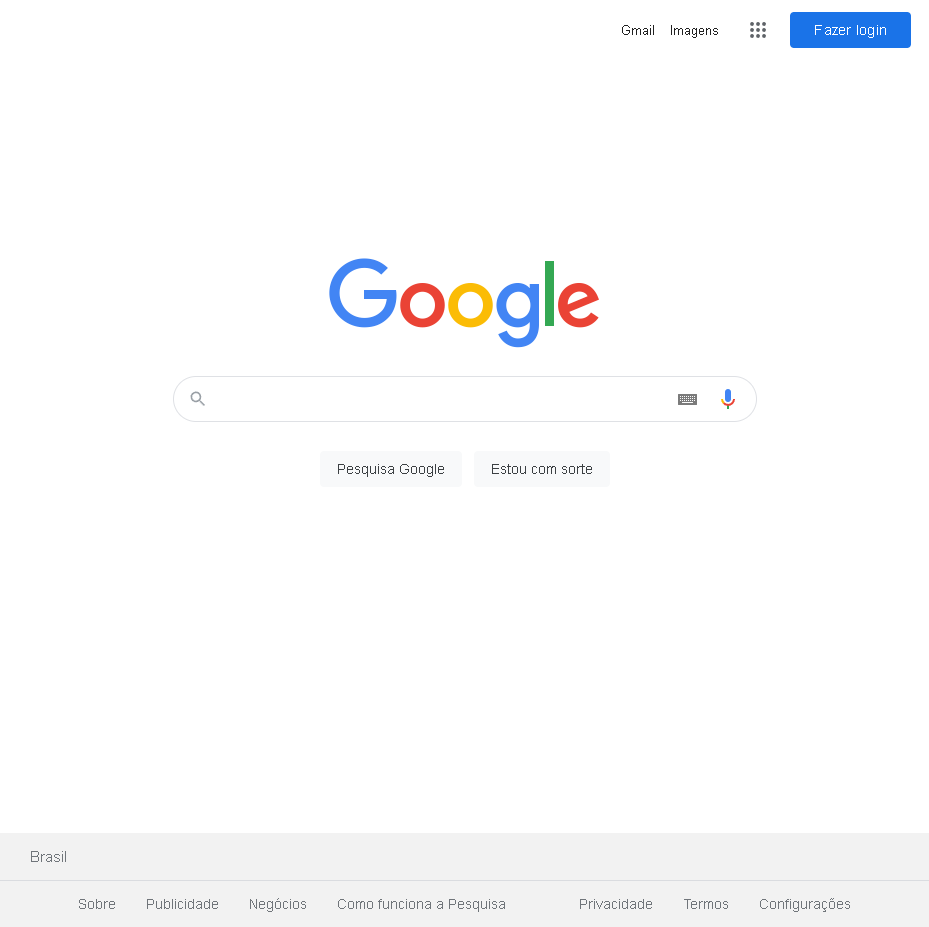 Gmail Imagens Fazer login
Google
Pesquisa Google Estou com sorte
Brasil
Sobre Publicidade Negócios Como funciona a Pesquisa Privacidade Termos Configurações